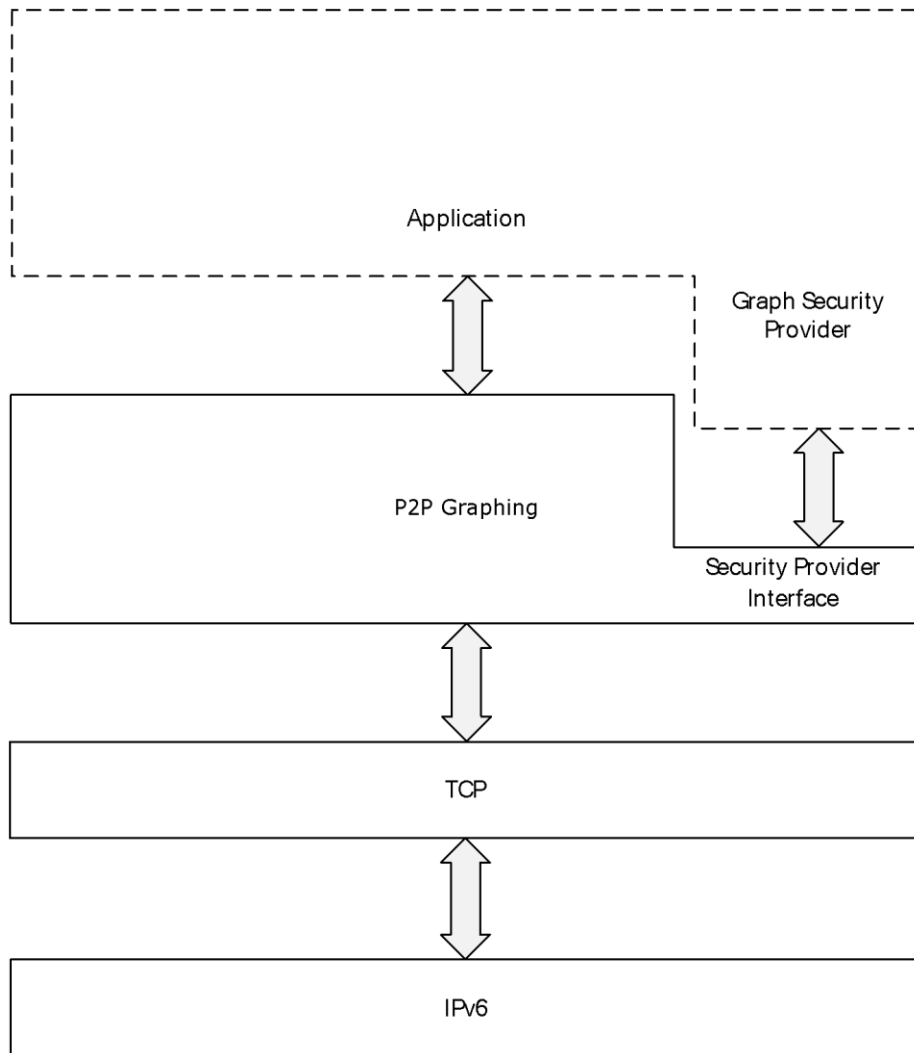 Application
Graph Security
Provider
P2P Graphing
Security Provider
Interface
TCP
IPv6